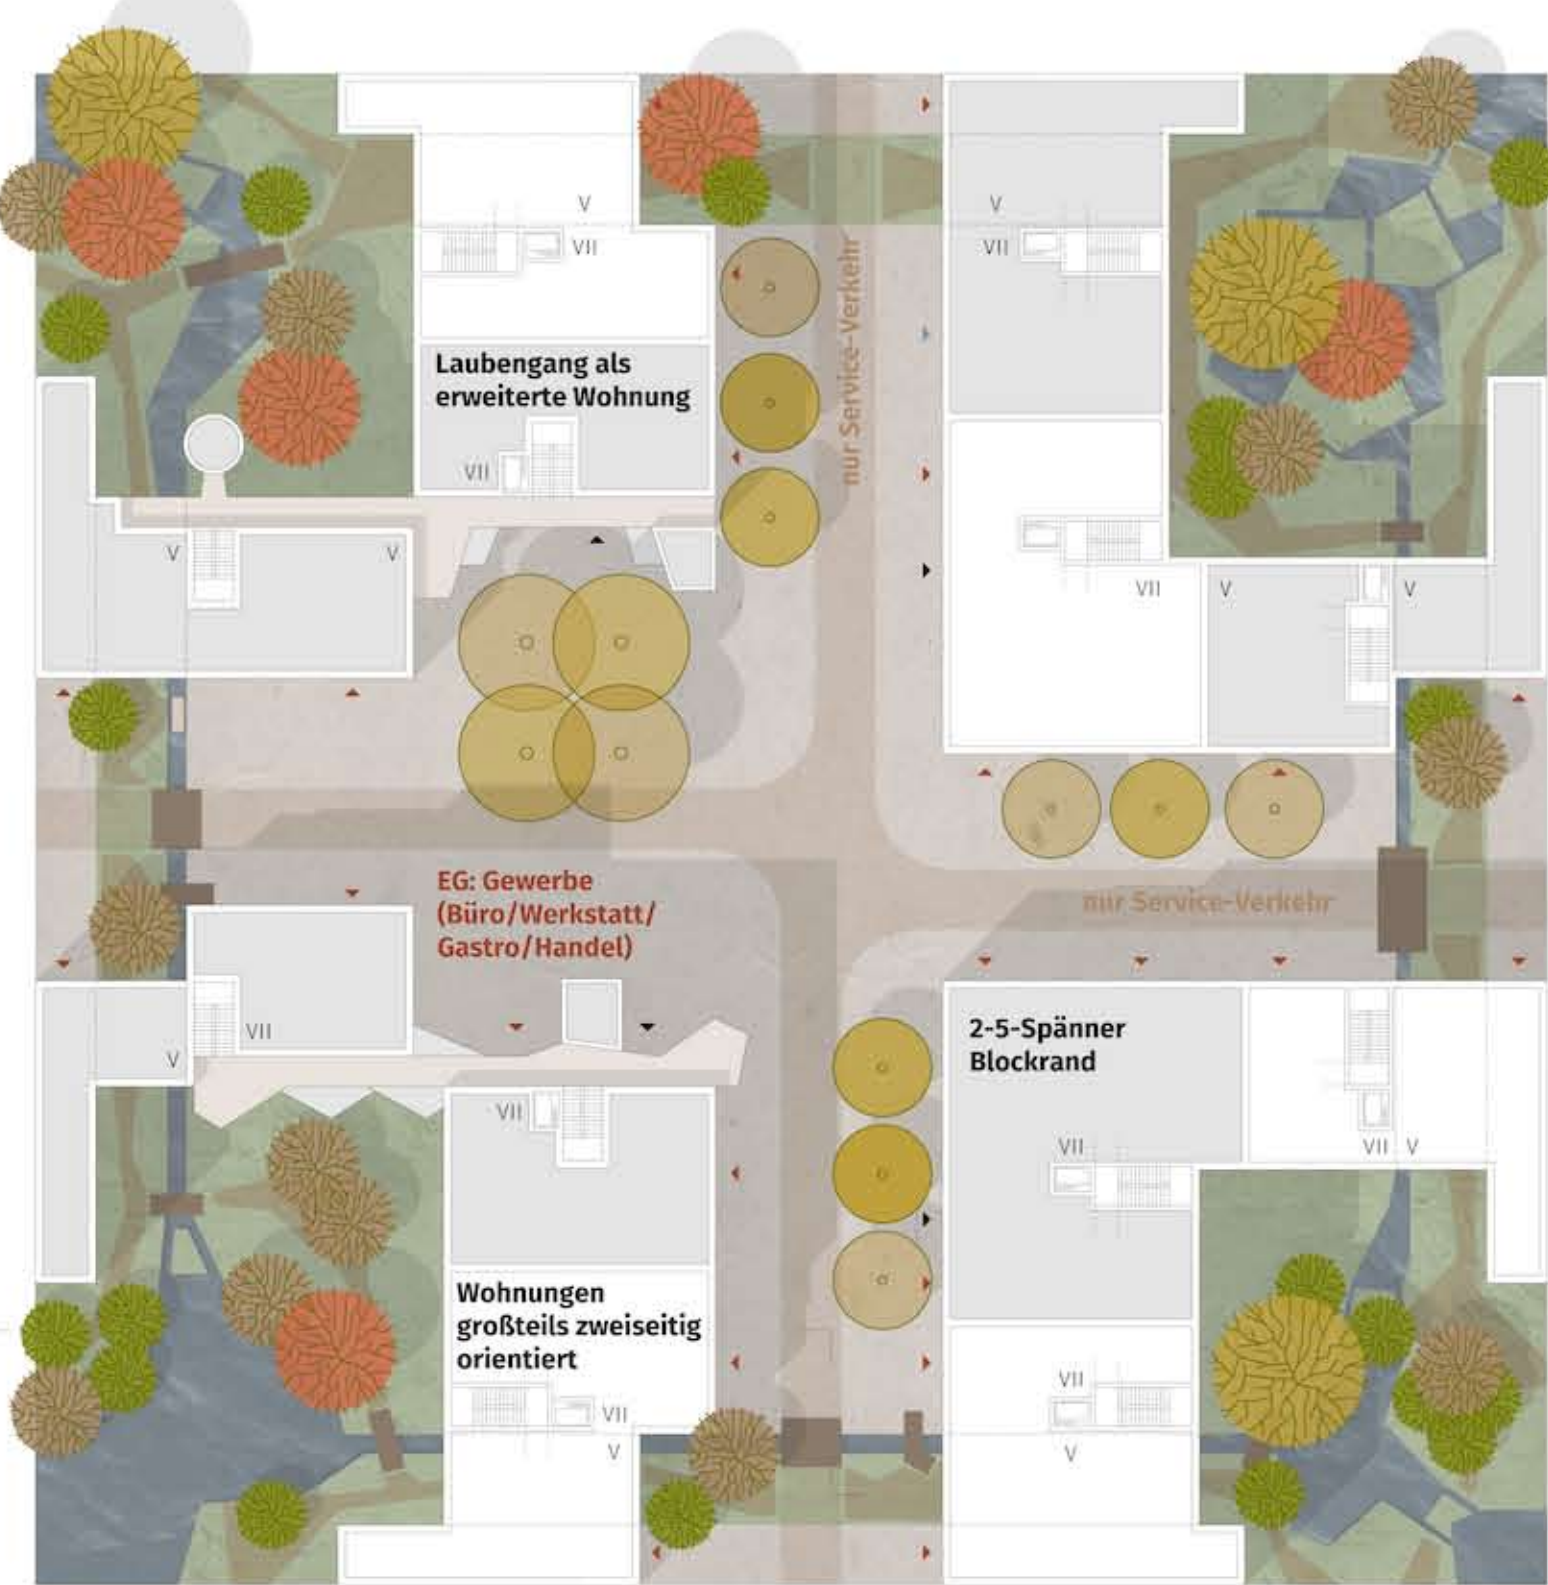 V
V
VII
VII
nur Service-Verkehr
Laubengang als
erweiterte Wohnung
VII
V
V
VII
V
V
EG: Gewerbe
(Büro/Werkstatt/
Gastro/Handel)
nur Service-Verkehr
VII
V
2-5-Spänner
Blockrand
VII
VII
VII
V
Wohnungen
großteils zweiseitig
orientiert
VII
VII
V
V